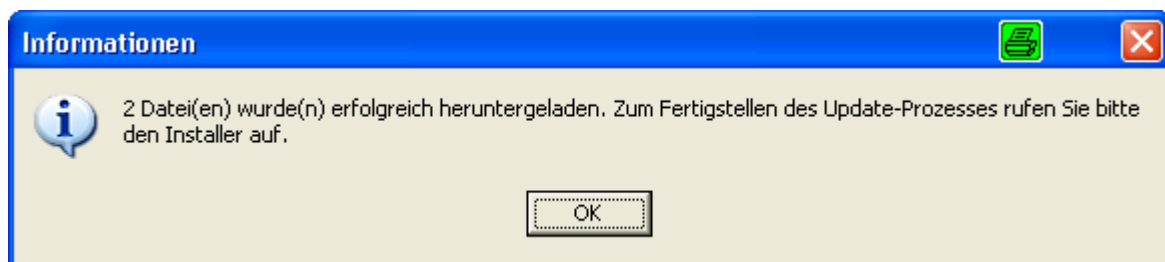 Informationen
2 Datei(en) wurde(n) erfolgreich heruntergeladen. Zum Fertigstellen des Update-Prozesses rufen Sie bitte
den Installer auf.
OK